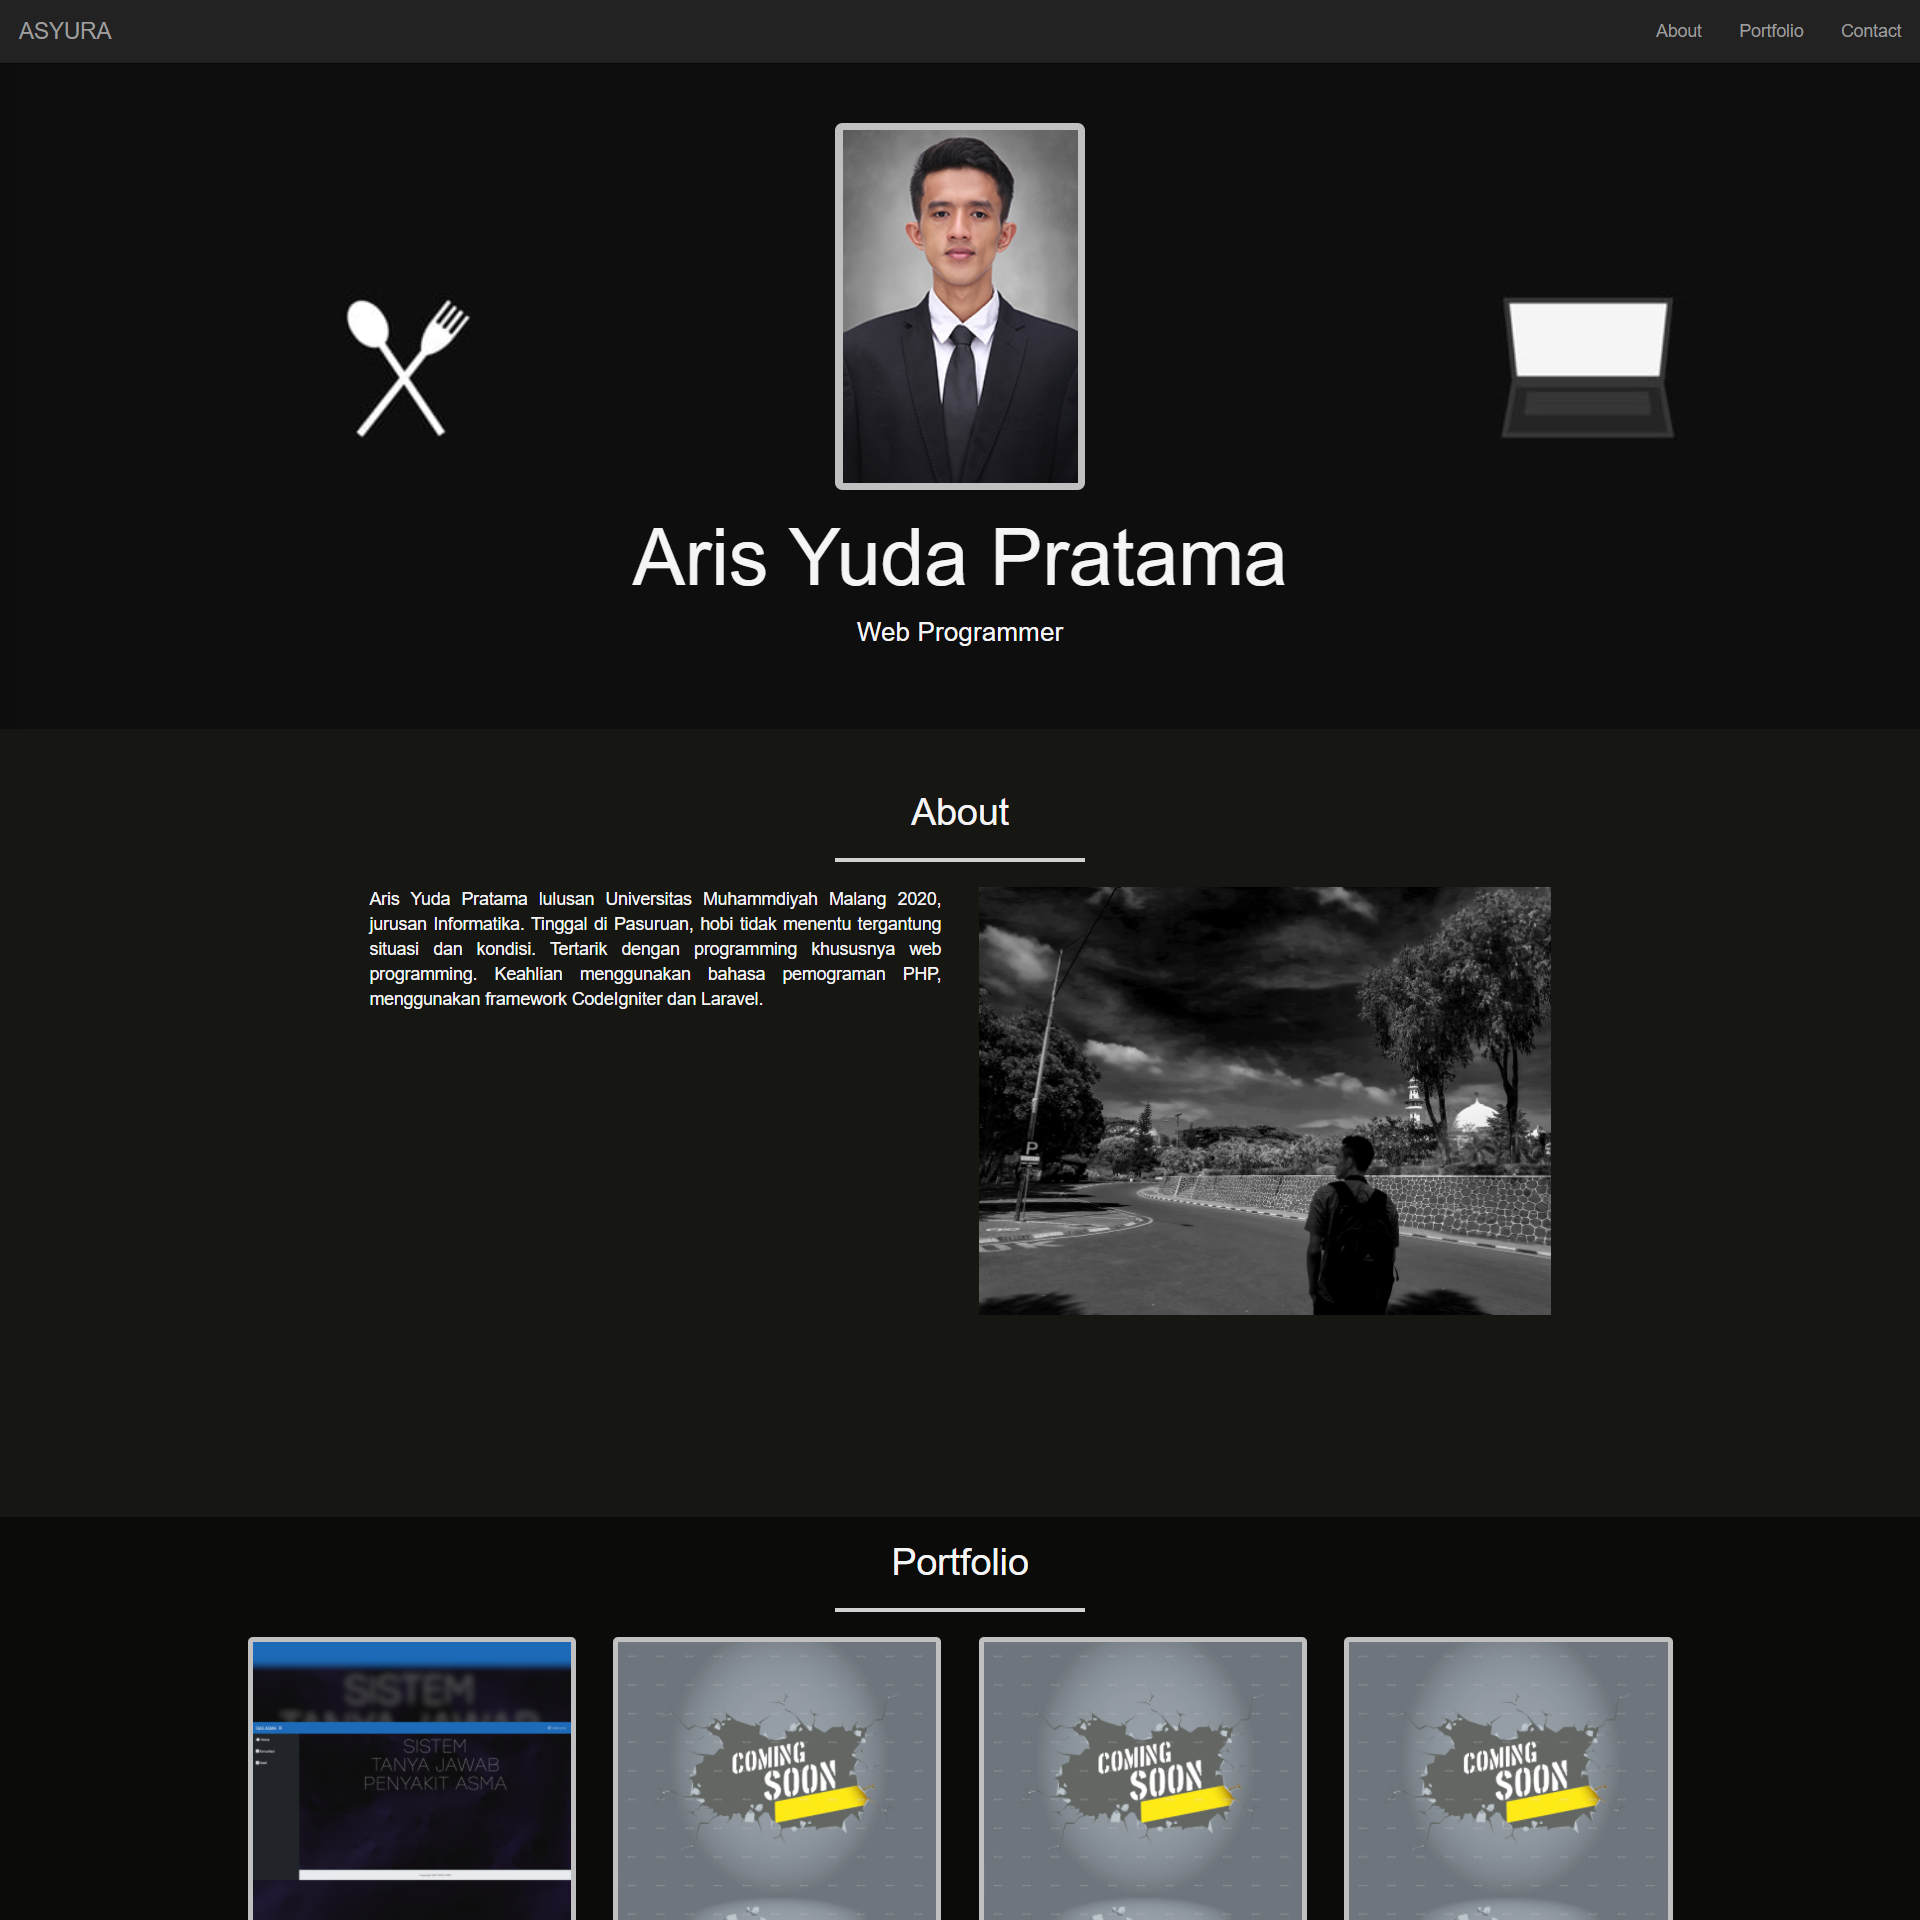 ASYURA
About
Portfolio
Contact
Aris Yuda Pratama
Web Programmer
About
Aris Yuda Pratama lulusan Universitas Muhammdiyah Malang 2020,
jurusan Informatika. Tinggal di Pasuruan, hobi tidak menentu tergantung
situasi dan kondisi. Tertarik dengan programming khususnya web
programming. Keahlian menggunakan bahasa pemograman PHP,
menggunakan framework CodeIgniter dan Laravel.
P
Portfolio
SISTEM
TANYA JAWAB
SISTEM
TANYA JAWAB
PENYAKIT ASMA
COMING
SOON
COMING
SOON
COMING
SOON